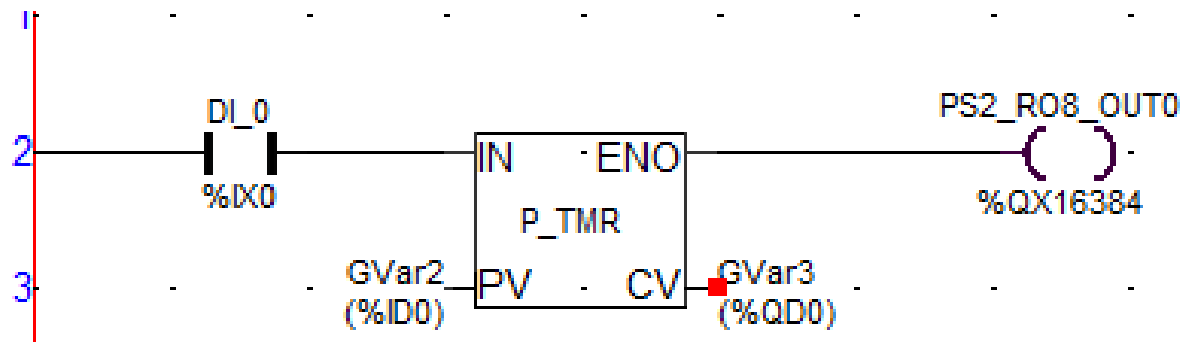 1
DI_0
PS2_RO8_OUT0
2
IN
ENO
%IX0
%QX16384
P_TMR
GVar2
GVar3
3
PV
CV
(%ID0)
(%QD0)